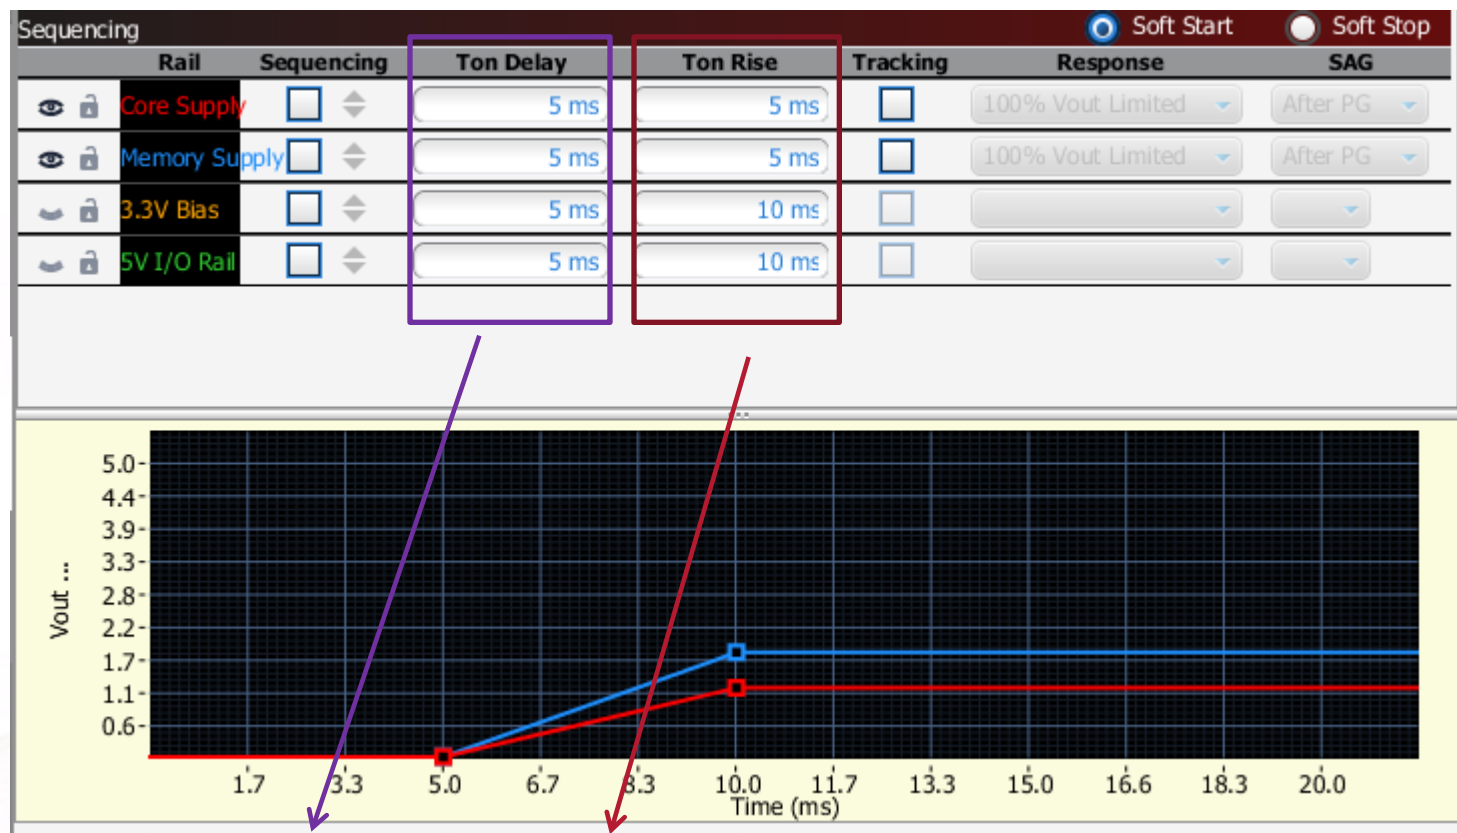 Sequencing
Soft Start
Soft Stop
Rail Sequencing Ton Delay Ton Rise Tracking Response SAG
Core Supply 5 ms 5 ms 100% Vout Limited After PG
Memory Supply 5 ms 5 ms 100% Vout Limited After PG
3.3V Bias 5 ms 10 ms
5V I/O Rail 5 ms 10 ms
5.0
4.4
3.9
3.3
2.8
2.2
1.7
1.1
0.6
Vout ...
1.7 3.3 5.0 6.7 8.3 10.0 11.7 13.3 15.0 16.6 18.3 20.0
Time (ms)